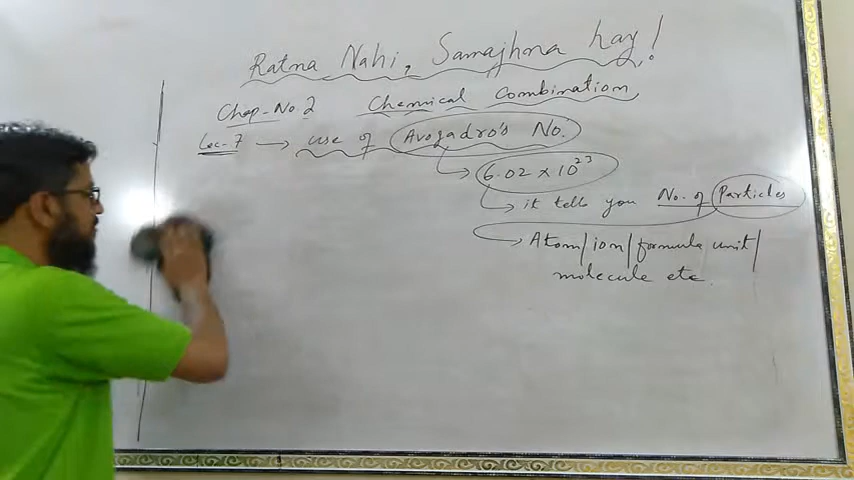 Ratna Nahi, Samajhna hay!
Chap-No.2 Chemical Combination
Lec-7 → use of Avogadro's No.
→ 6.02 × 10²³
→ it tells you No. of Particles
→ Atom/ion/formula unit/
molecule etc.